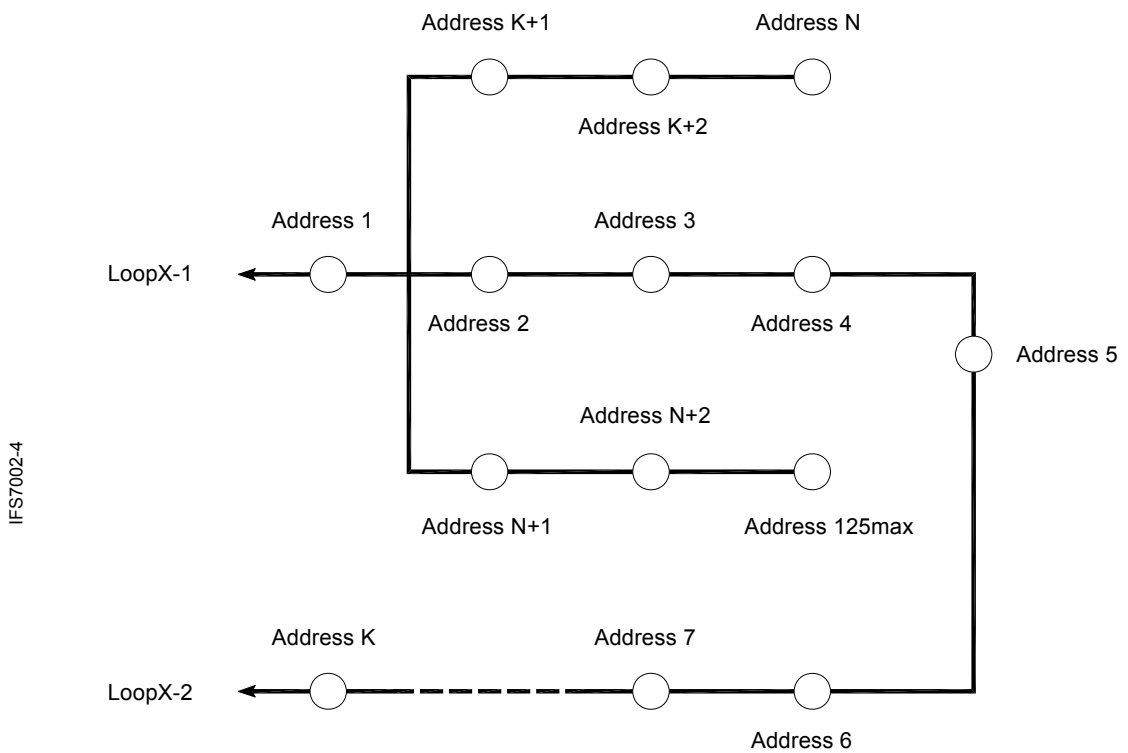 Address K+1
Address N
Address K+2
Address 1
Address 3
LoopX-1
Address 2
Address 4
Address 5
Address N+2
IFS7002-4
Address N+1
Address 125max
Address K
Address 7
LoopX-2
Address 6